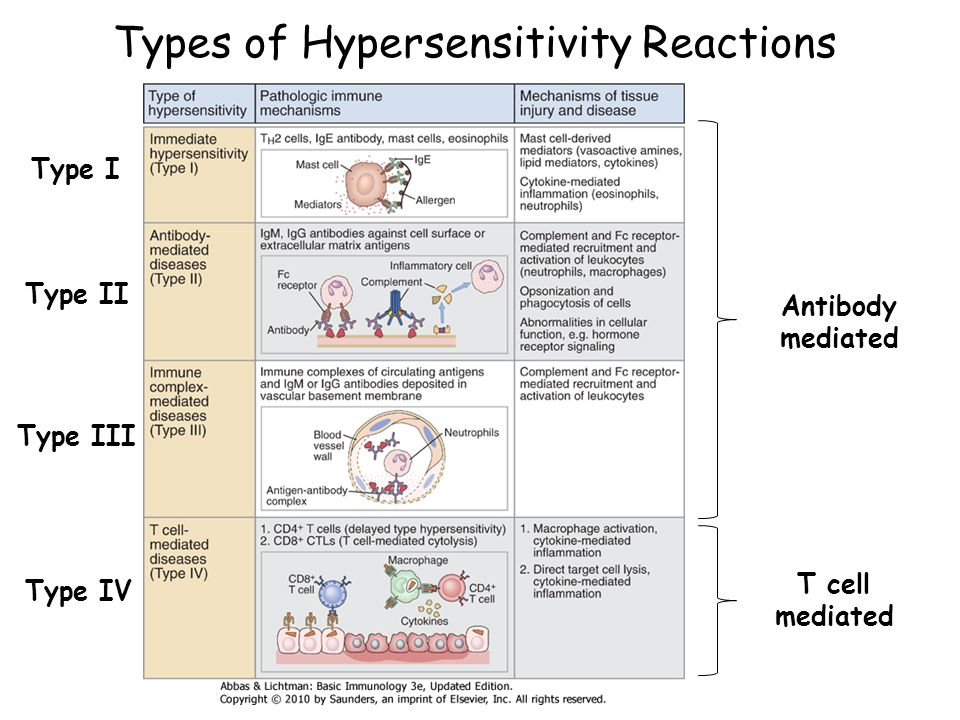 Types of Hypersensitivity Reactions
Type of
hypersensitivity
Pathologic immune
mechanisms
Mechanisms of tissue
injury and disease
Type I
Immediate
hypersensitivity
(Type I)
TH2 cells, IgE antibody, mast cells, eosinophils
Mast cell
IgE
Mediators
Allergen
Mast cell-derived
mediators (vasoactive amines,
lipid mediators, cytokines)
Cytokine-mediated
inflammation (eosinophils,
neutrophils)
Type II
Antibody-
mediated
diseases
(Type II)
IgM, IgG antibodies against cell surface or
extracellular matrix antigens
Fc
receptor
Complement
Inflammatory cell
Antibody
Complement and Fc receptor-
mediated recruitment and
activation of leukocytes
(neutrophils, macrophages)
Opsonization and
phagocytosis of cells
Abnormalities in cellular
function, e.g. hormone
receptor signaling
Antibody
mediated
Type III
Immune
complex-
mediated
diseases
(Type III)
Immune complexes of circulating antigens
and IgM or IgG antibodies deposited in
vascular basement membrane
Blood
vessel
wall
Neutrophils
Antigen-antibody
complex
Complement and Fc receptor-
mediated recruitment and
activation of leukocytes
Type IV
T cell-
mediated
diseases
(Type IV)
1. CD4+ T cells (delayed type hypersensitivity)
2. CD8+ CTLs (T cell-mediated cytolysis)
CD8+
T cell
Macrophage
CD4+
T cell
Cytokines
1. Macrophage activation,
cytokine-mediated
inflammation
2. Direct target cell lysis,
cytokine-mediated
inflammation
T cell
mediated
Abbas & Lichtman: Basic Immunology 3e, Updated Edition.
Copyright © 2010 by Saunders, an imprint of Elsevier, Inc. All rights reserved.